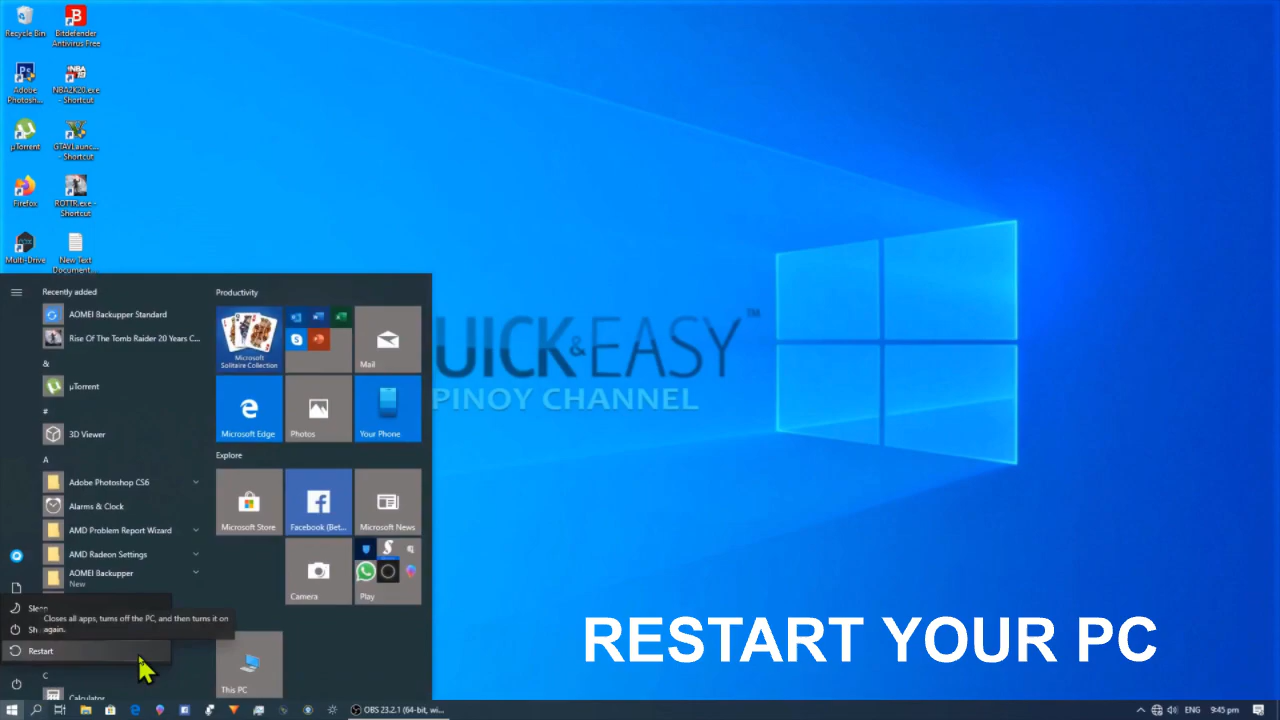 Recycle Bin
Bitdefender
Antivirus Free
Adobe
Photosh...
NBA2K20.exe
- Shortcut
µTorrent
GTAVLaunc...
- Shortcut
Firefox
ROTTR.exe -
Shortcut
Multi-Drive
New Text
Document...
Recently added
AOMEI Backupper Standard
Rise Of The Tomb Raider 20 Years C...
&
µTorrent
#
3D Viewer
A
Adobe Photoshop CS6
Alarms & Clock
AMD Problem Report Wizard
AMD Radeon Settings
AOMEI Backupper
New
Sleep
Closes all apps, turns off the PC, and then turns it on
again.
Sh
Restart
C
Calculator
Productivity
Microsoft
Solitaire Collection
Mail
Microsoft Edge
Photos
Your Phone
Explore
Microsoft Store
Facebook (Bet...
Microsoft News
Camera
Play
This PC
UICK&EASY™
PINOY CHANNEL
RESTART YOUR PC
OBS 23.2.1 (64-bit, wi...
ENG
9:45 pm